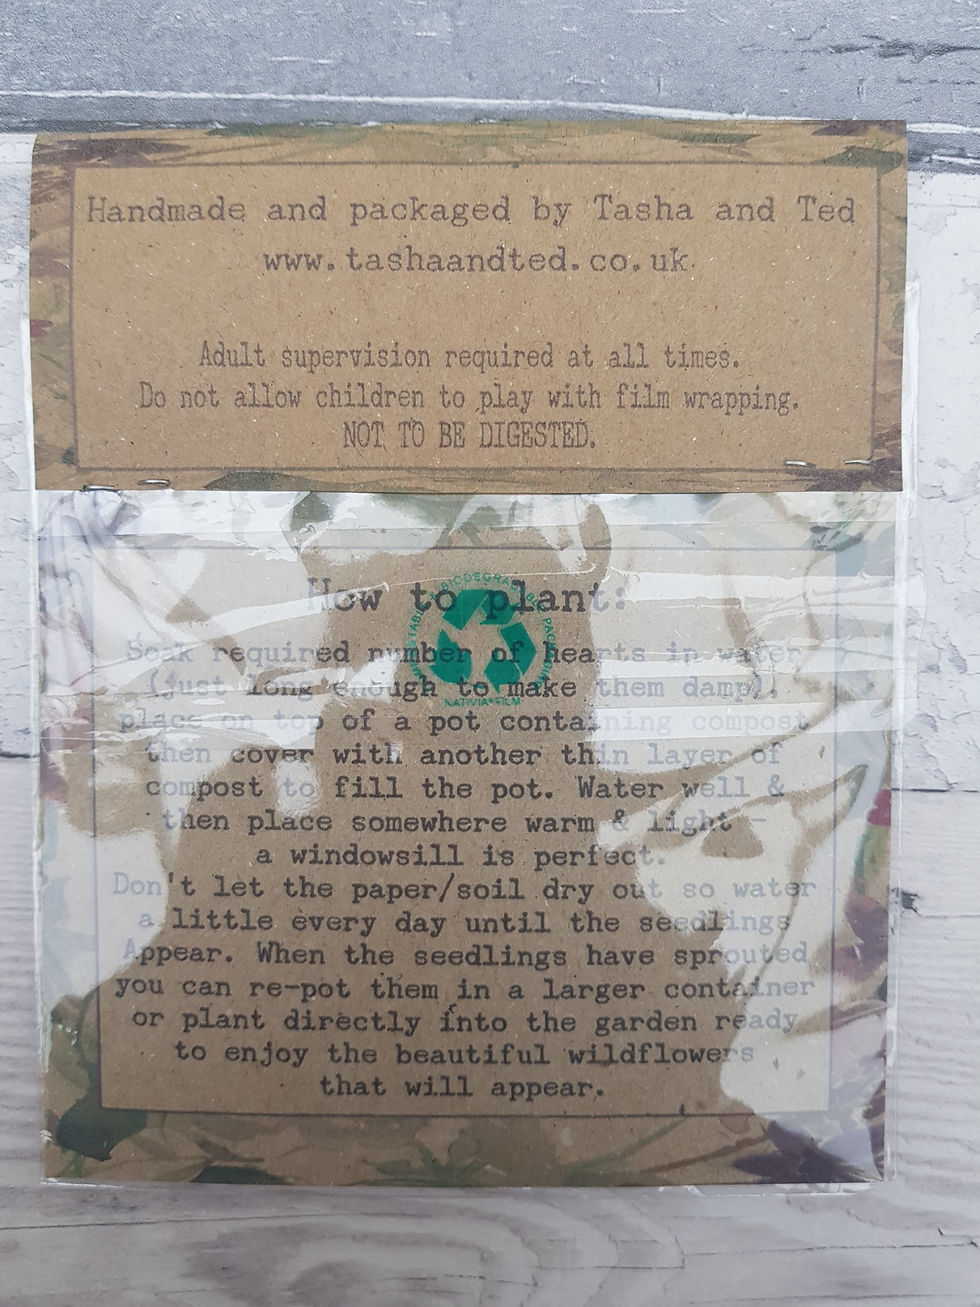 Handmade and packaged by Tasha and Ted
www.tashaandted.co.uk
Adult supervision required at all times.
Do not allow children to play with film wrapping.
NOT TO BE DIGESTED.
How to plant:
Soak required number of hearts in water
(just long enough to make them damp),
place on top of a pot containing compost
then cover with another thin layer of
compost to fill the pot. Water well &
then place somewhere warm & light –
a windowsill is perfect.
Don't let the paper/soil dry out so water
a little every day until the seedlings
Appear. When the seedlings have sprouted
you can re-pot them in a larger container
or plant directly into the garden ready
to enjoy the beautiful wildflowers
that will appear.
NATIVIA FILM